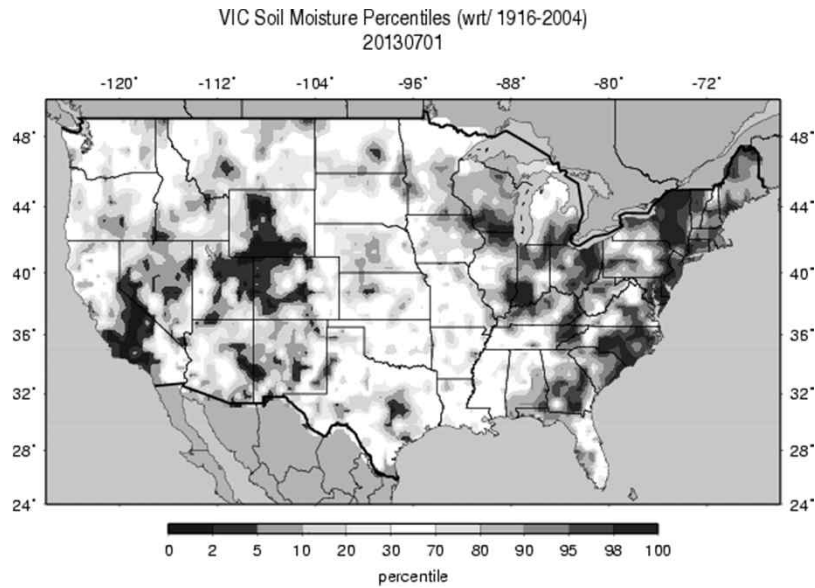 VIC Soil Moisture Percentiles (wrt/ 1916-2004)
20130701
-120° -112° -104° -96° -88° -80° -72°
48° 48°
44° 44°
40° 40°
36° 36°
32° 32°
28° 28°
24° 24°
0 2 5 10 20 30 70 80 90 95 98 100
percentile